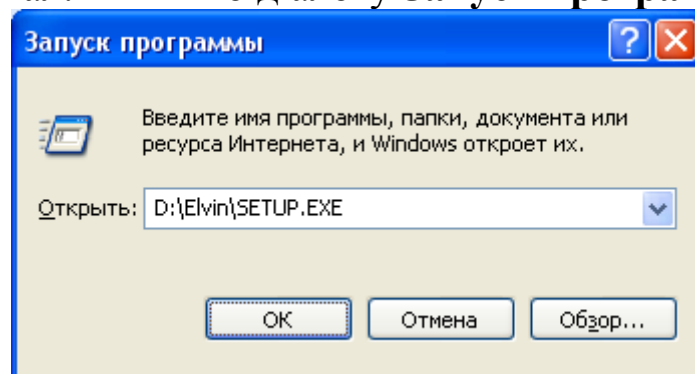 Запуск программы
Введите имя программы, папки, документа или
ресурса Интернета, и Windows откроет их.
Открыть: D:\Elvin\SETUP.EXE
ОК Отмена Обзор...